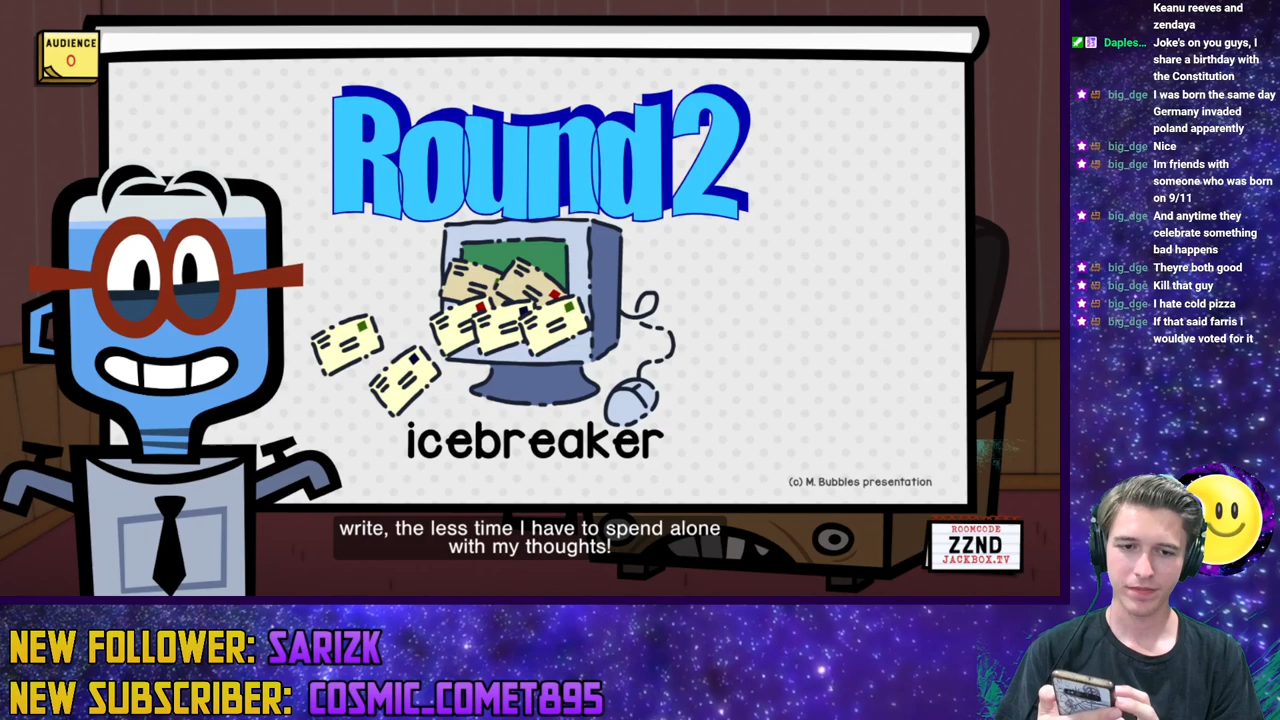 AUDIENCE
0
Round 2
icebreaker
(c) M. Bubbles presentation
write, the less time I have to spend alone
with my thoughts!
ROOMCODE
ZZND
JACKBOX.TV
Keanu reeves and
zendaya
Daples... Joke's on you guys, I
share a birthday with
the Constitution
big_dge I was born the same day
Germany invaded
poland apparently
big_dge Nice
big_dge Im friends with
someone who was born
on 9/11
big_dge And anytime they
celebrate something
bad happens
big_dge Theyre both good
big_dge Kill that guy
big_dge I hate cold pizza
big_dge If that said farris I
wouldve voted for it
NEW FOLLOWER: SARIZK
NEW SUBSCRIBER: COSMIC_COMET895